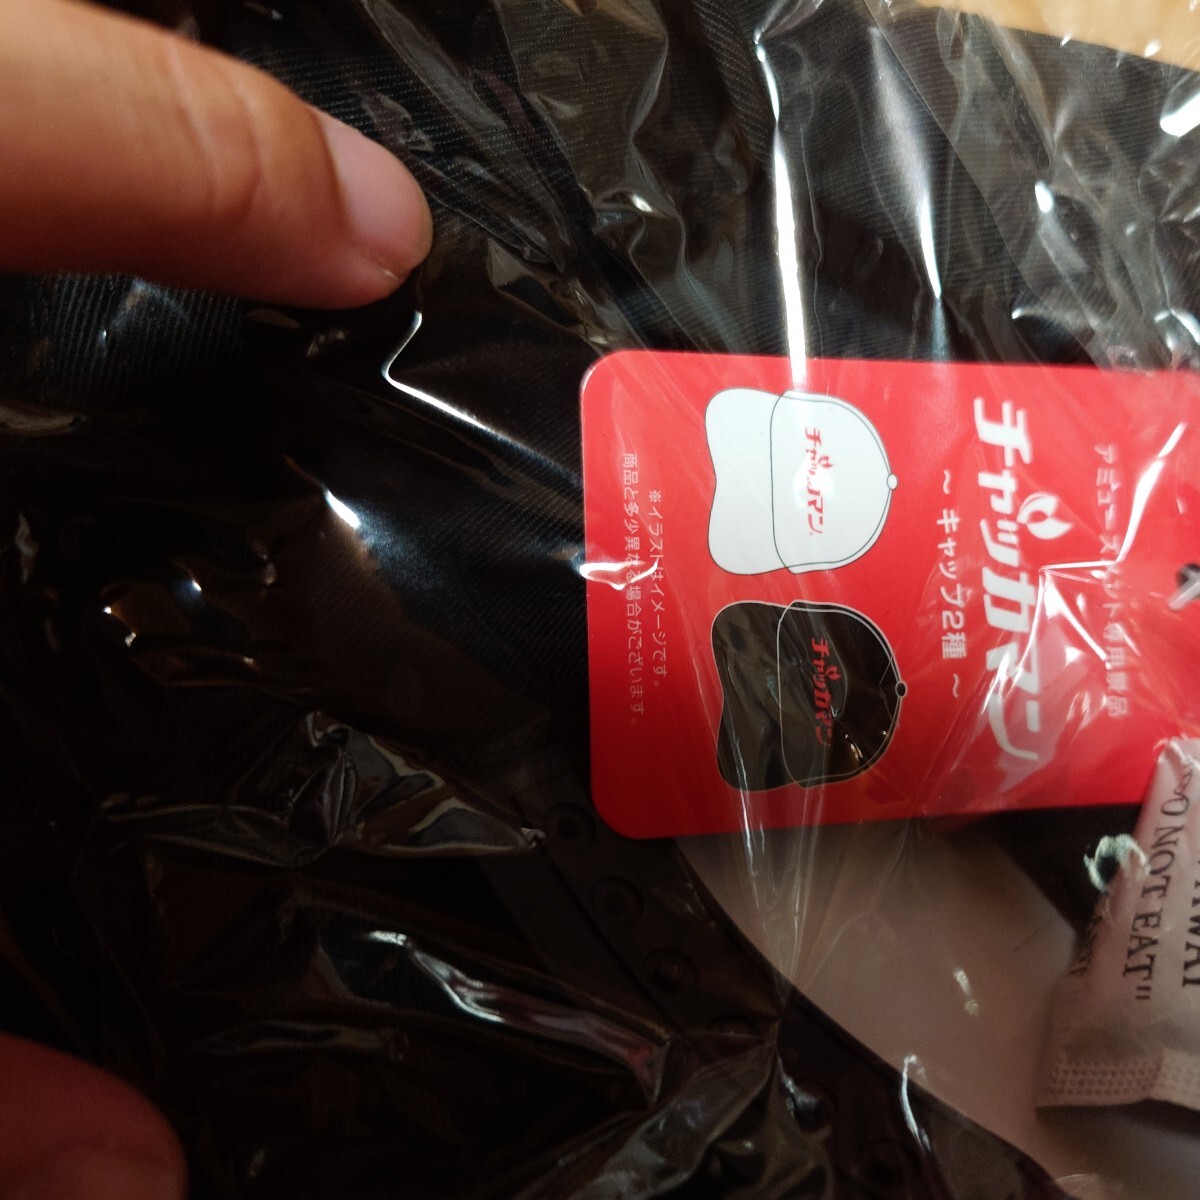 アミューズメント専用景品
チャッカマン
～ キャップ2種 ～
チャッカマン
チャッカマン
※イラストはイメージです。
商品と多少異なる場合がございます。
DO NOT EAT"